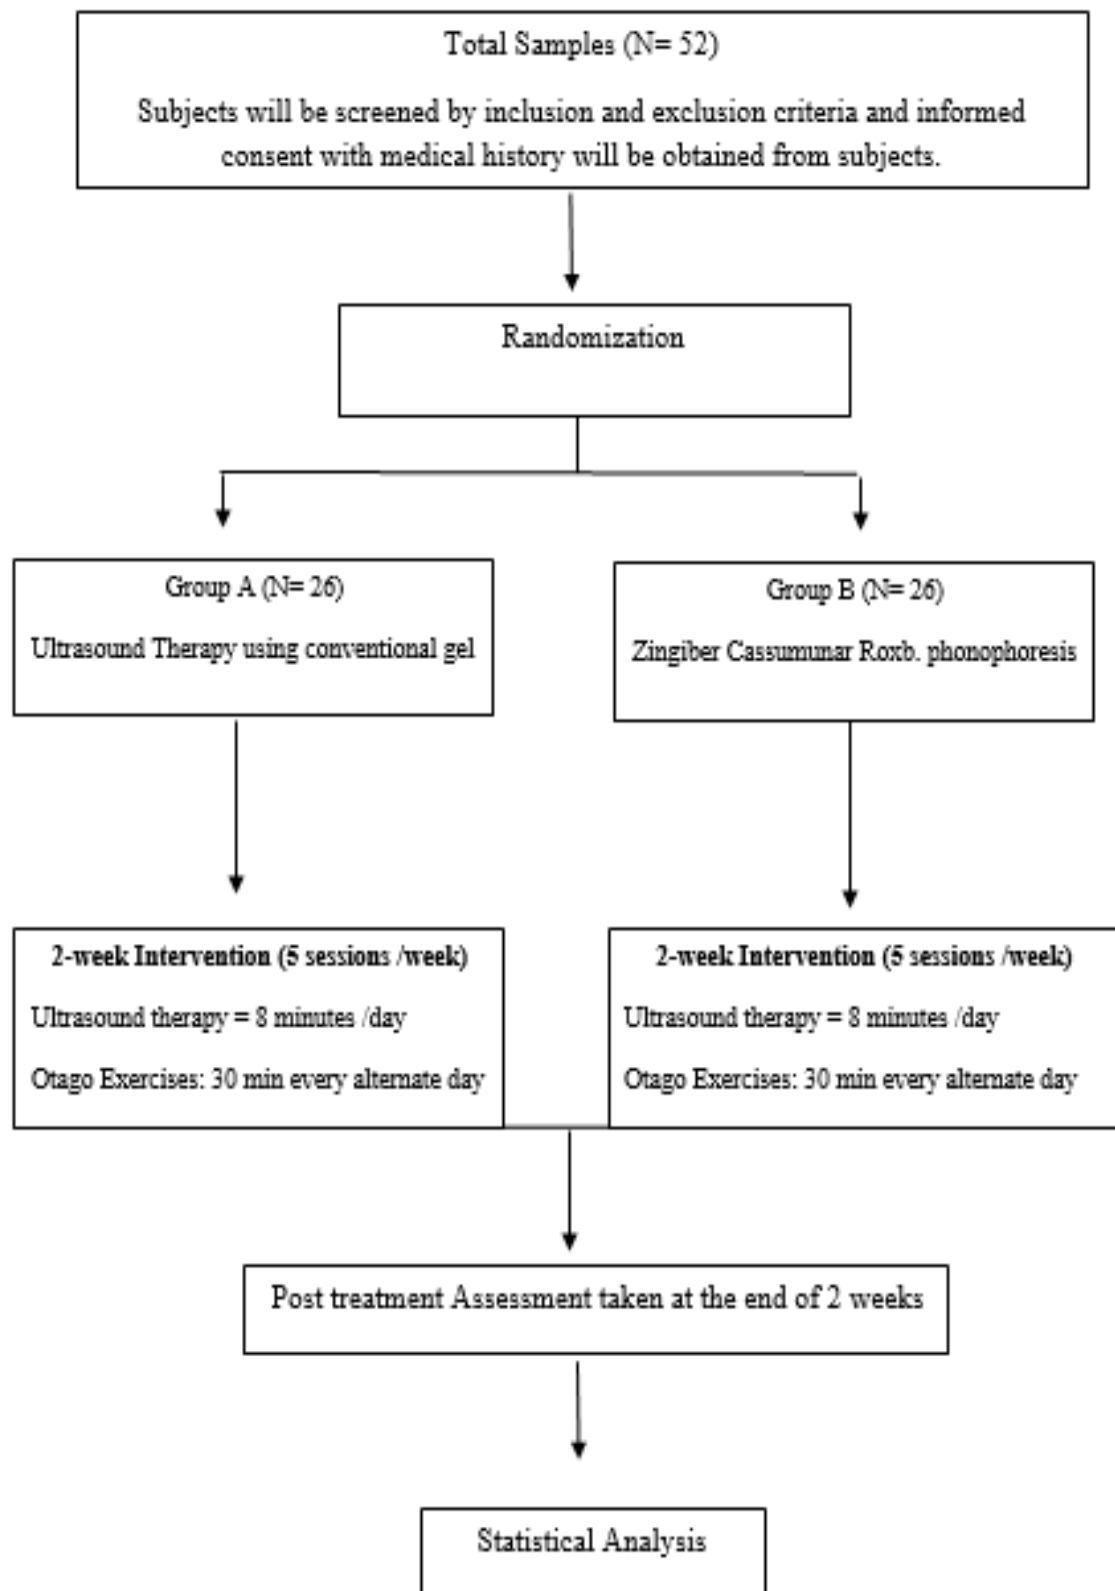 Total Samples (N= 52)
Subjects will be screened by inclusion and exclusion criteria and informed
consent with medical history will be obtained from subjects.
Randomization
Group A (N= 26)
Ultrasound Therapy using conventional gel
Group B (N= 26)
Zingiber Cassumunar Roxb. phonophoresis
2-week Intervention (5 sessions /week)
Ultrasound therapy = 8 minutes /day
Otago Exercises: 30 min every alternate day
2-week Intervention (5 sessions /week)
Ultrasound therapy = 8 minutes /day
Otago Exercises: 30 min every alternate day
Post treatment Assessment taken at the end of 2 weeks
Statistical Analysis